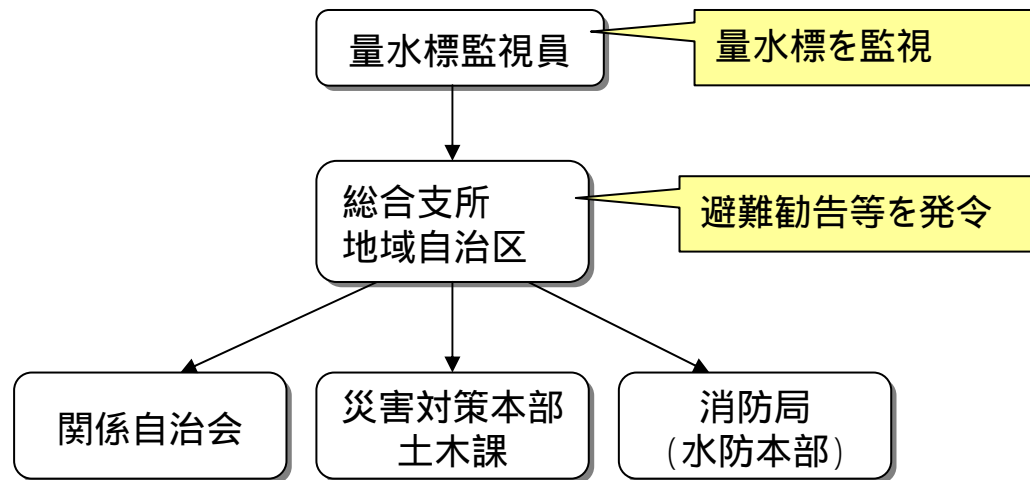 量水標監視員
量水標を監視
総合支所
地域自治区
避難勧告等を発令
関係自治会
災害対策本部
土木課
消防局
(水防本部)